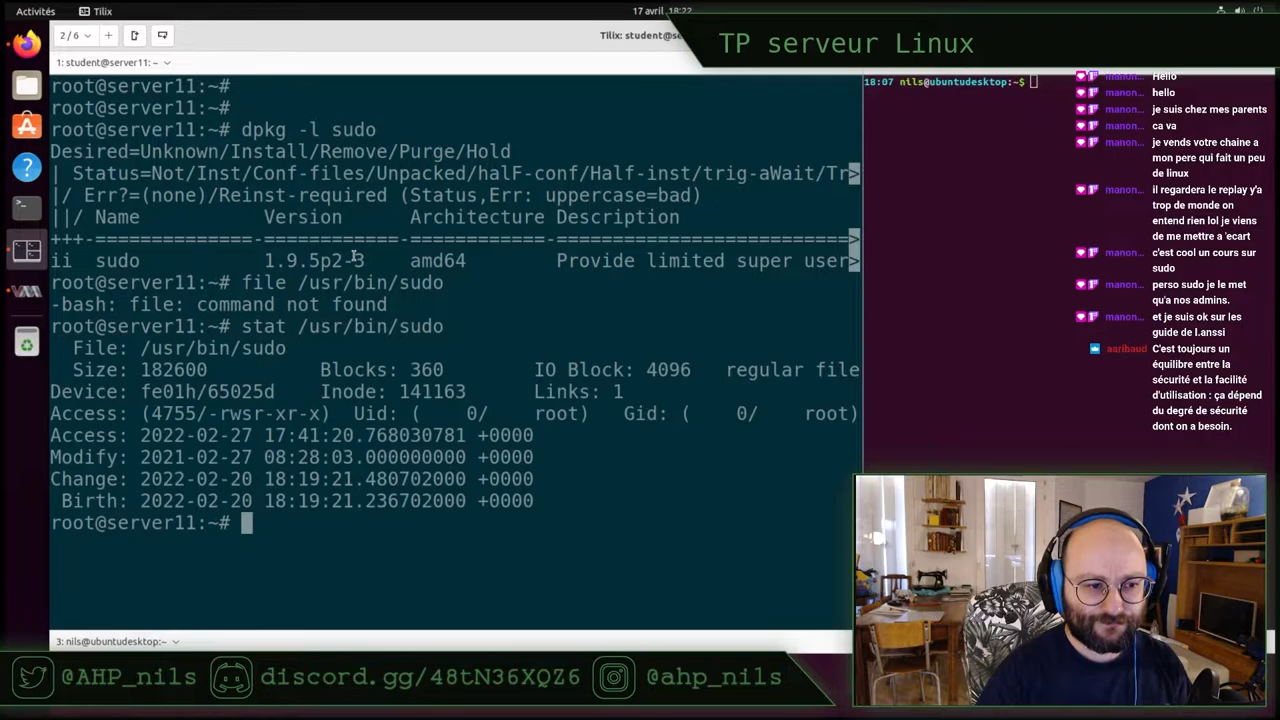 Activités
Tilix
17 avril 18:22
2/6
Tilix: student@se
TP serveur Linux
1: student@server11: ~
root@server11:~#
root@server11:~#
root@server11:~# dpkg -l sudo
Desired=Unknown/Install/Remove/Purge/Hold
| Status=Not/Inst/Conf-files/Unpacked/halF-conf/Half-inst/trig-aWait/Tr>
|/ Err?=(none)/Reinst-required (Status,Err: uppercase=bad)
||/ Name Version Architecture Description
+++-==============-============-============-===========================>
ii sudo 1.9.5p2-3 amd64 Provide limited super user>
root@server11:~# file /usr/bin/sudo
-bash: file: command not found
root@server11:~# stat /usr/bin/sudo
File: /usr/bin/sudo
Size: 182600 Blocks: 360 IO Block: 4096 regular file
Device: fe01h/65025d Inode: 141163 Links: 1
Access: (4755/-rwsr-xr-x) Uid: ( 0/ root) Gid: ( 0/ root)
Access: 2022-02-27 17:41:20.768030781 +0000
Modify: 2021-02-27 08:28:03.000000000 +0000
Change: 2022-02-20 18:19:21.480702000 +0000
Birth: 2022-02-20 18:19:21.236702000 +0000
root@server11:~#
3: nils@ubuntudesktop: ~
18:07 nils@ubuntudesktop:~$
manon... Hello
manon... hello
manon... je suis chez mes parents
manon... ca va
manon... je vends votre chaine a
mon pere qui fait un peu
de linux
manon... il regardera le replay y'a
trop de monde on
entend rien lol je viens
de me mettre a 'ecart
manon... c'est cool un cours sur
sudo
manon... perso sudo je le met
qu'a nos admins.
manon... et je suis ok sur les
guide de l.anssi
aaribaud C'est toujours un
équilibre entre la
sécurité et la facilité
d'utilisation : ça dépend
du degré de sécurité
dont on a besoin.
@AHP_nils
discord.gg/48tN36XQZ6
@ahp_nils